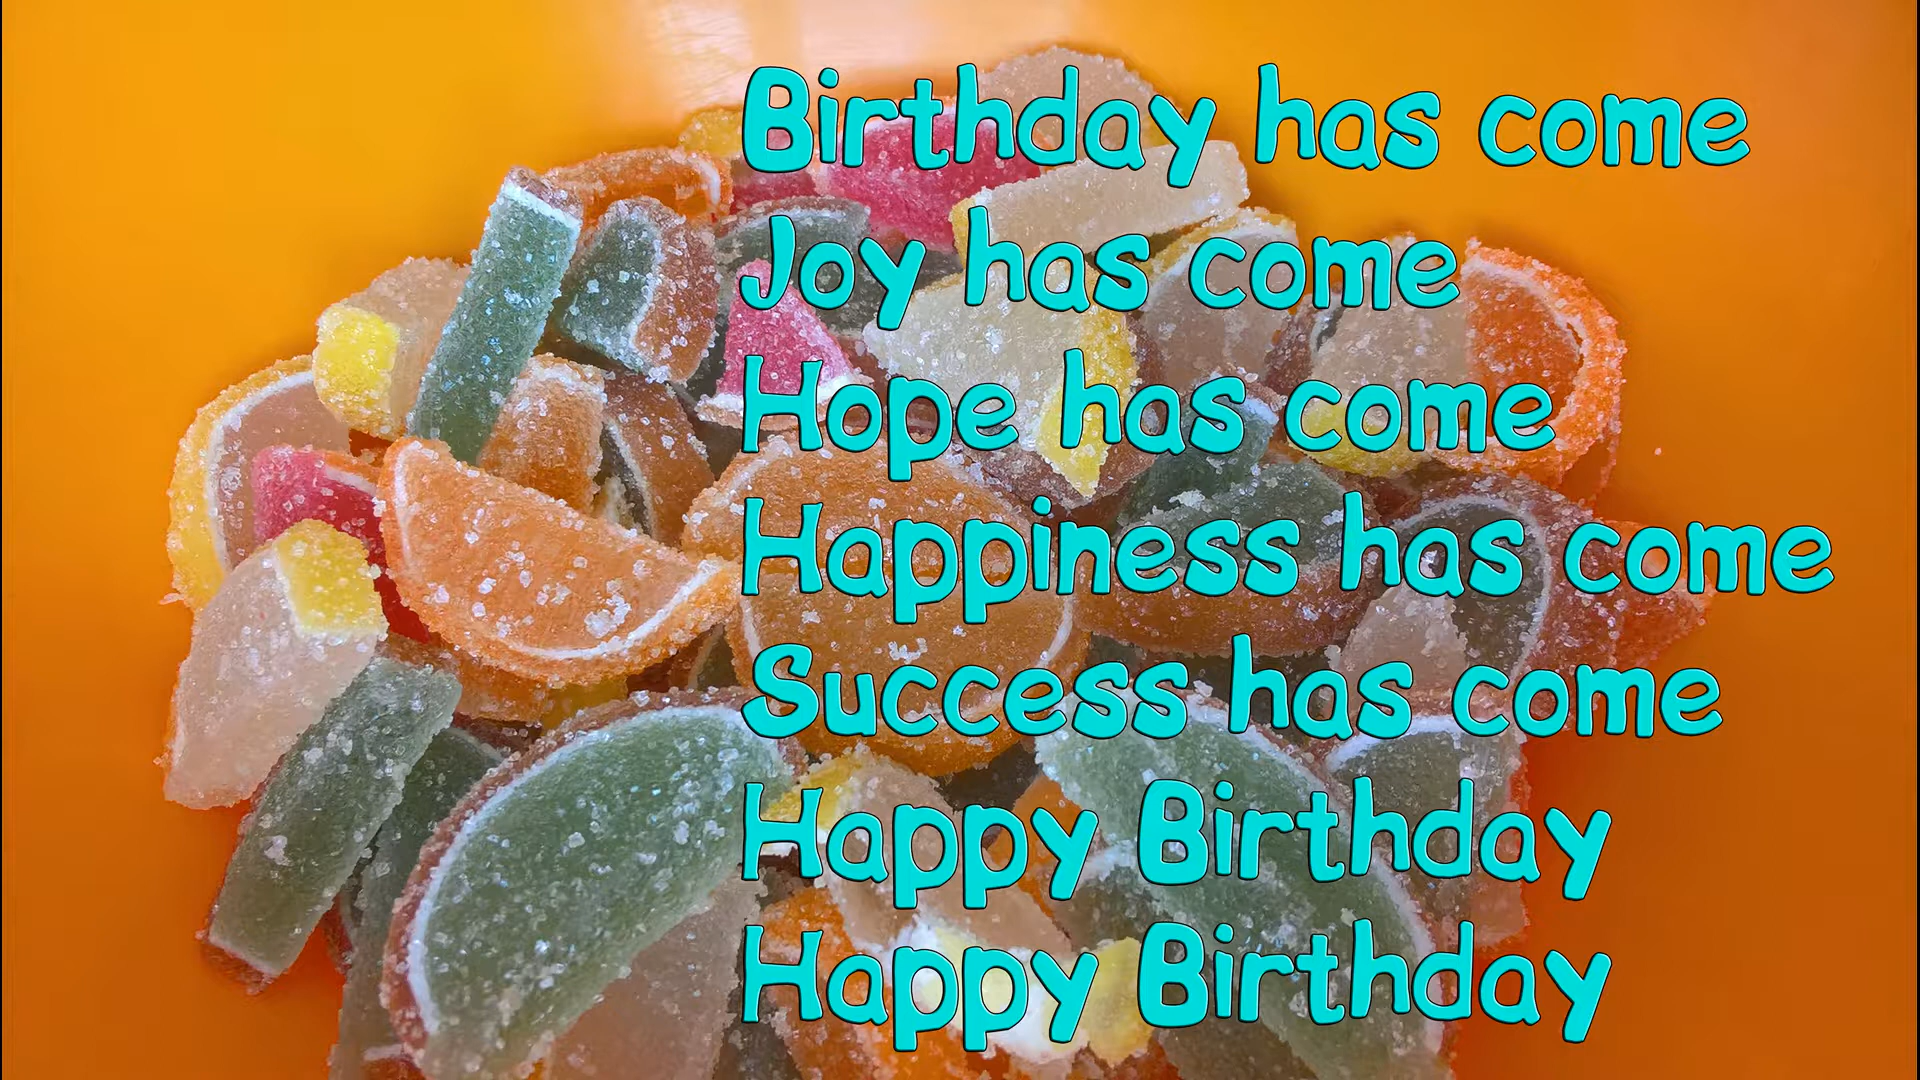 Birthday has come
Joy has come
Hope has come
Happiness has come
Success has come
Happy Birthday
Happy Birthday